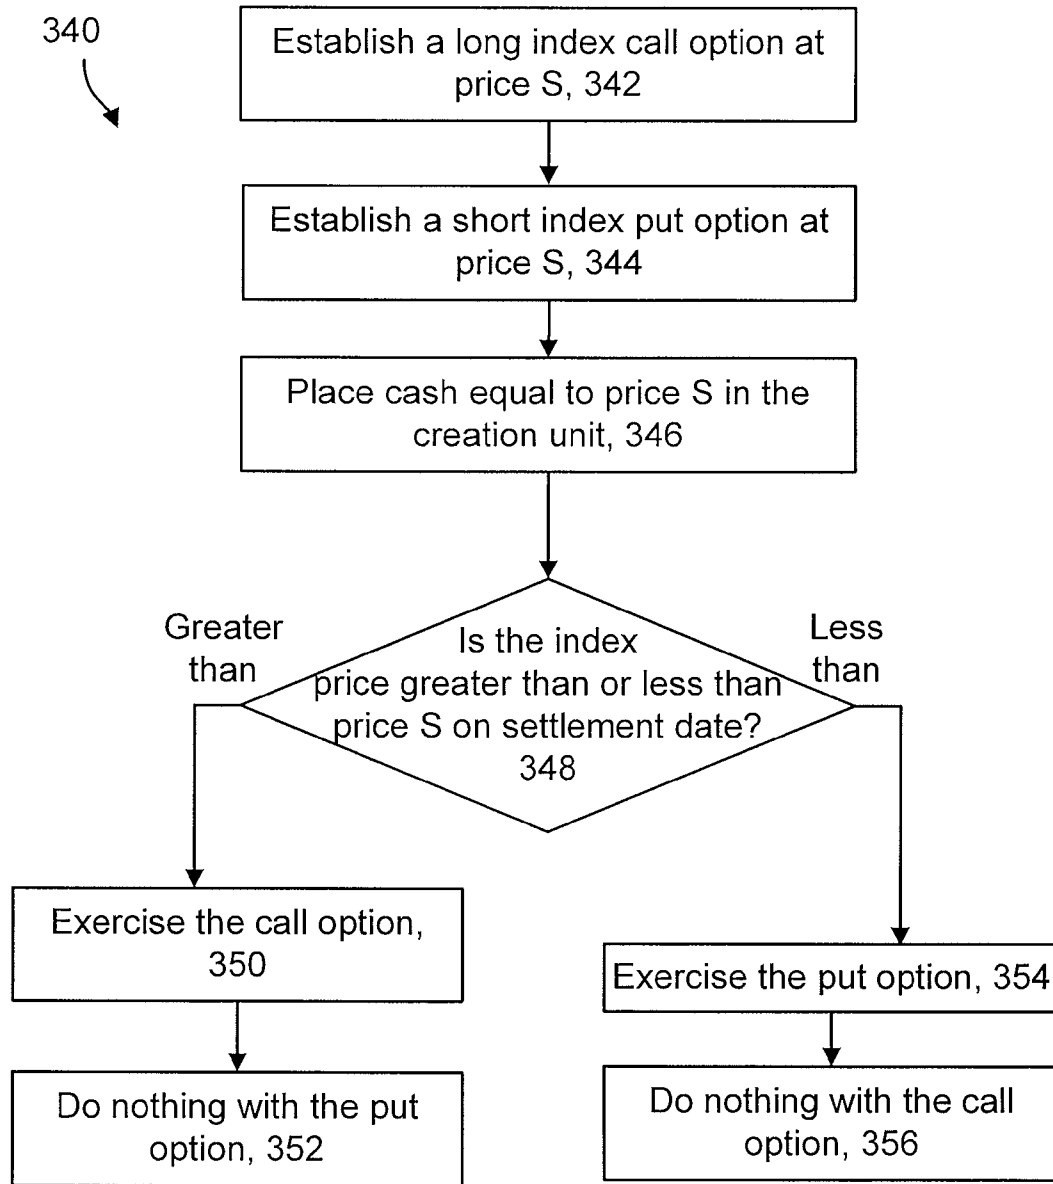 340
Establish a long index call option at
price S, 342
Establish a short index put option at
price S, 344
Place cash equal to price S in the
creation unit, 346
Greater
than
Is the index
price greater than or less than
price S on settlement date?
348
Less
than
Exercise the call option,
350
Do nothing with the put
option, 352
Exercise the put option, 354
Do nothing with the call
option, 356